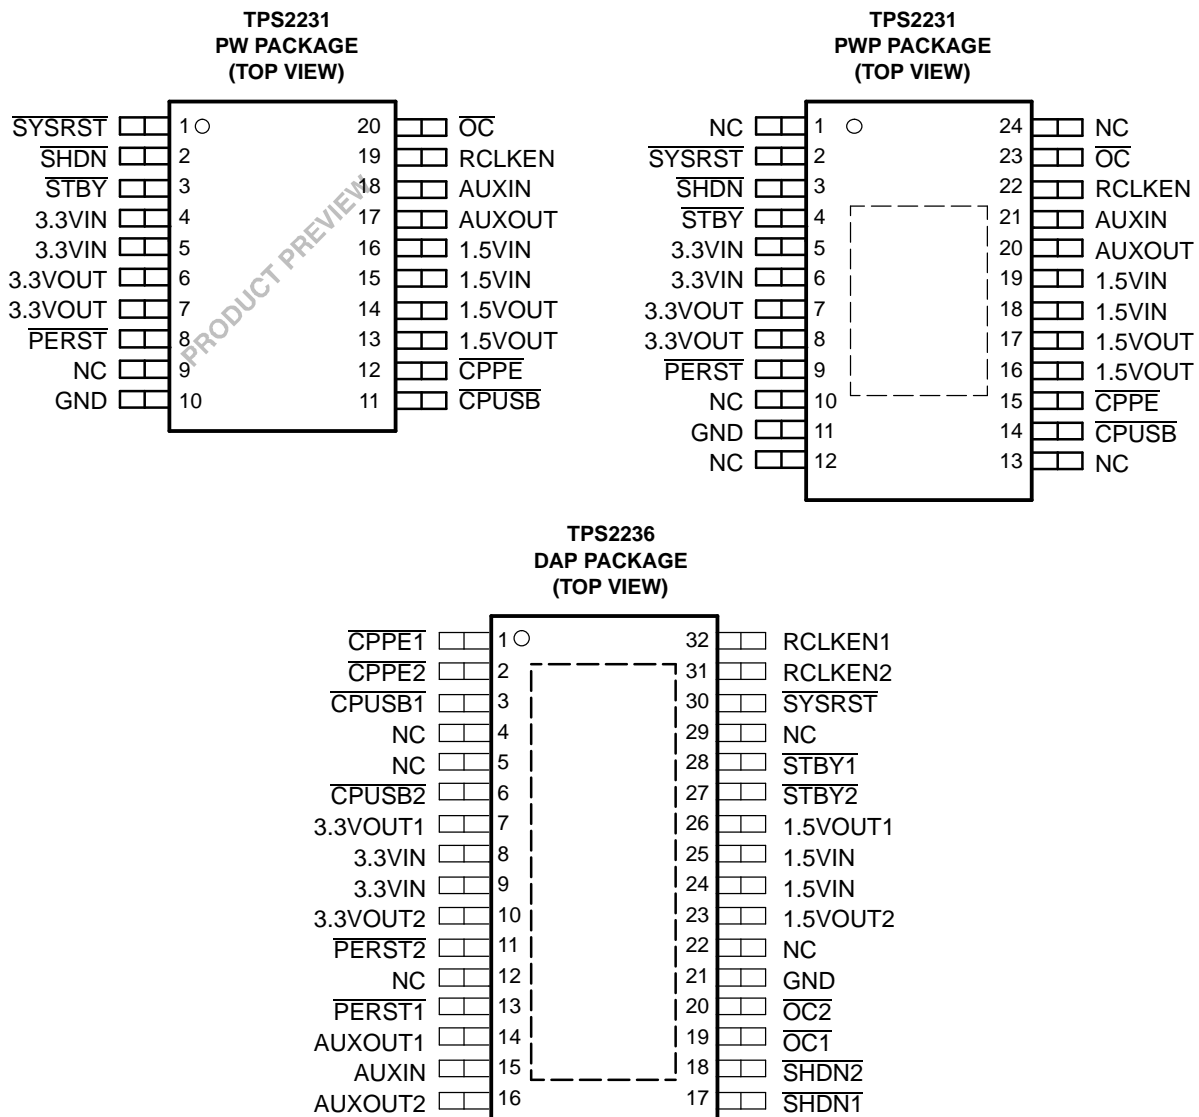 TPS2231
PW PACKAGE
(TOP VIEW)
SYSRST 1 20 OC
SHDN 2 19 RCLKEN
STBY 3 18 AUXIN
3.3VIN 4 17 AUXOUT
3.3VIN 5 16 1.5VIN
3.3VOUT 6 15 1.5VIN
3.3VOUT 7 14 1.5VOUT
PERST 8 13 1.5VOUT
NC 9 12 CPPE
GND 10 11 CPUSB
PRODUCT PREVIEW
TPS2231
PWP PACKAGE
(TOP VIEW)
NC 1 24 NC
SYSRST 2 23 OC
SHDN 3 22 RCLKEN
STBY 4 21 AUXIN
3.3VIN 5 20 AUXOUT
3.3VIN 6 19 1.5VIN
3.3VOUT 7 18 1.5VIN
3.3VOUT 8 17 1.5VOUT
PERST 9 16 1.5VOUT
NC 10 15 CPPE
GND 11 14 CPUSB
NC 12 13 NC
TPS2236
DAP PACKAGE
(TOP VIEW)
CPPE1 1 32 RCLKEN1
CPPE2 2 31 RCLKEN2
CPUSB1 3 30 SYSRST
NC 4 29 NC
NC 5 28 STBY1
CPUSB2 6 27 STBY2
3.3VOUT1 7 26 1.5VOUT1
3.3VIN 8 25 1.5VIN
3.3VIN 9 24 1.5VIN
3.3VOUT2 10 23 1.5VOUT2
PERST2 11 22 NC
NC 12 21 GND
PERST1 13 20 OC2
AUXOUT1 14 19 OC1
AUXIN 15 18 SHDN2
AUXOUT2 16 17 SHDN1